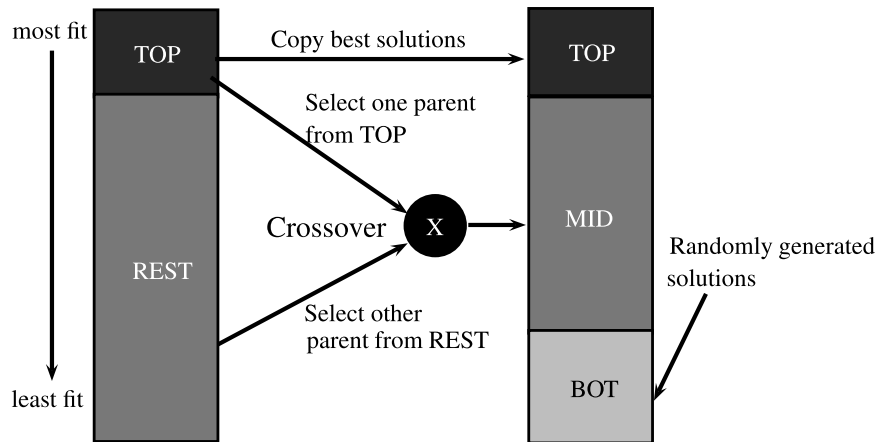 most fit
TOP
Copy best solutions
TOP
Select one parent
from TOP
Crossover
X
MID
Randomly generated
solutions
REST
Select other
parent from REST
least fit
BOT